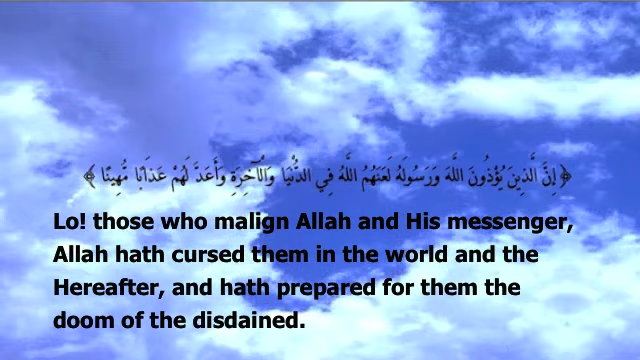 ﴿ إِنَّ الَّذِينَ يُؤْذُونَ اللَّهَ وَرَسُولَهُ لَعَنَهُمُ اللَّهُ فِي الدُّنْيَا وَالْآخِرَةِ وَأَعَدَّ لَهُمْ عَذَابًا مُّهِينًا ﴾
Lo! those who malign Allah and His messenger,
Allah hath cursed them in the world and the
Hereafter, and hath prepared for them the
doom of the disdained.